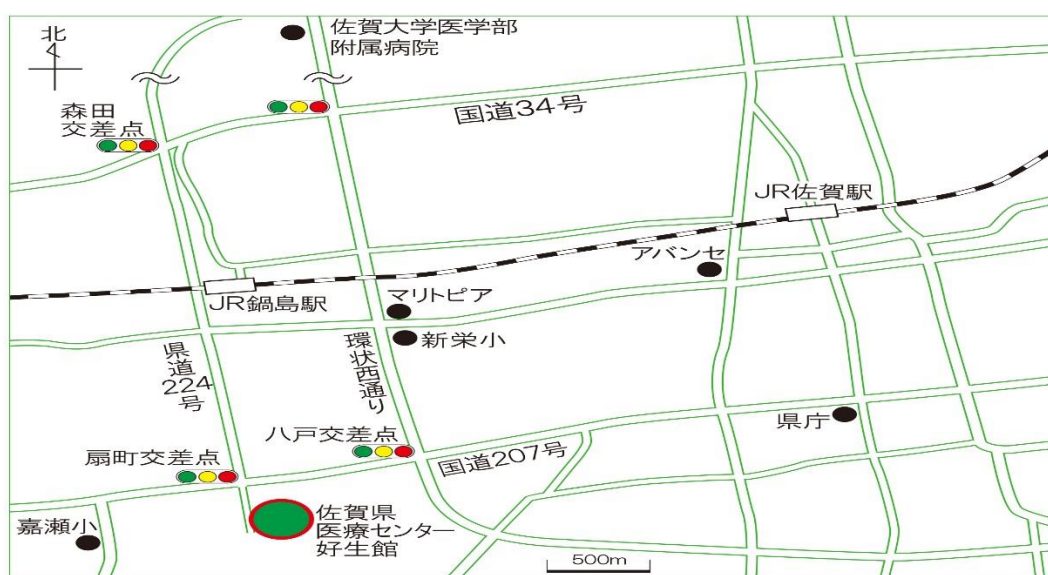 北
佐賀大学医学部
附属病院
森田
交差点
国道34号
JR佐賀駅
アバンセ
JR鍋島駅
マリトピア
新栄小
県道224号
環状西通り
県庁
八戸交差点
国道207号
扇町交差点
嘉瀬小
佐賀県
医療センター
好生館
500m